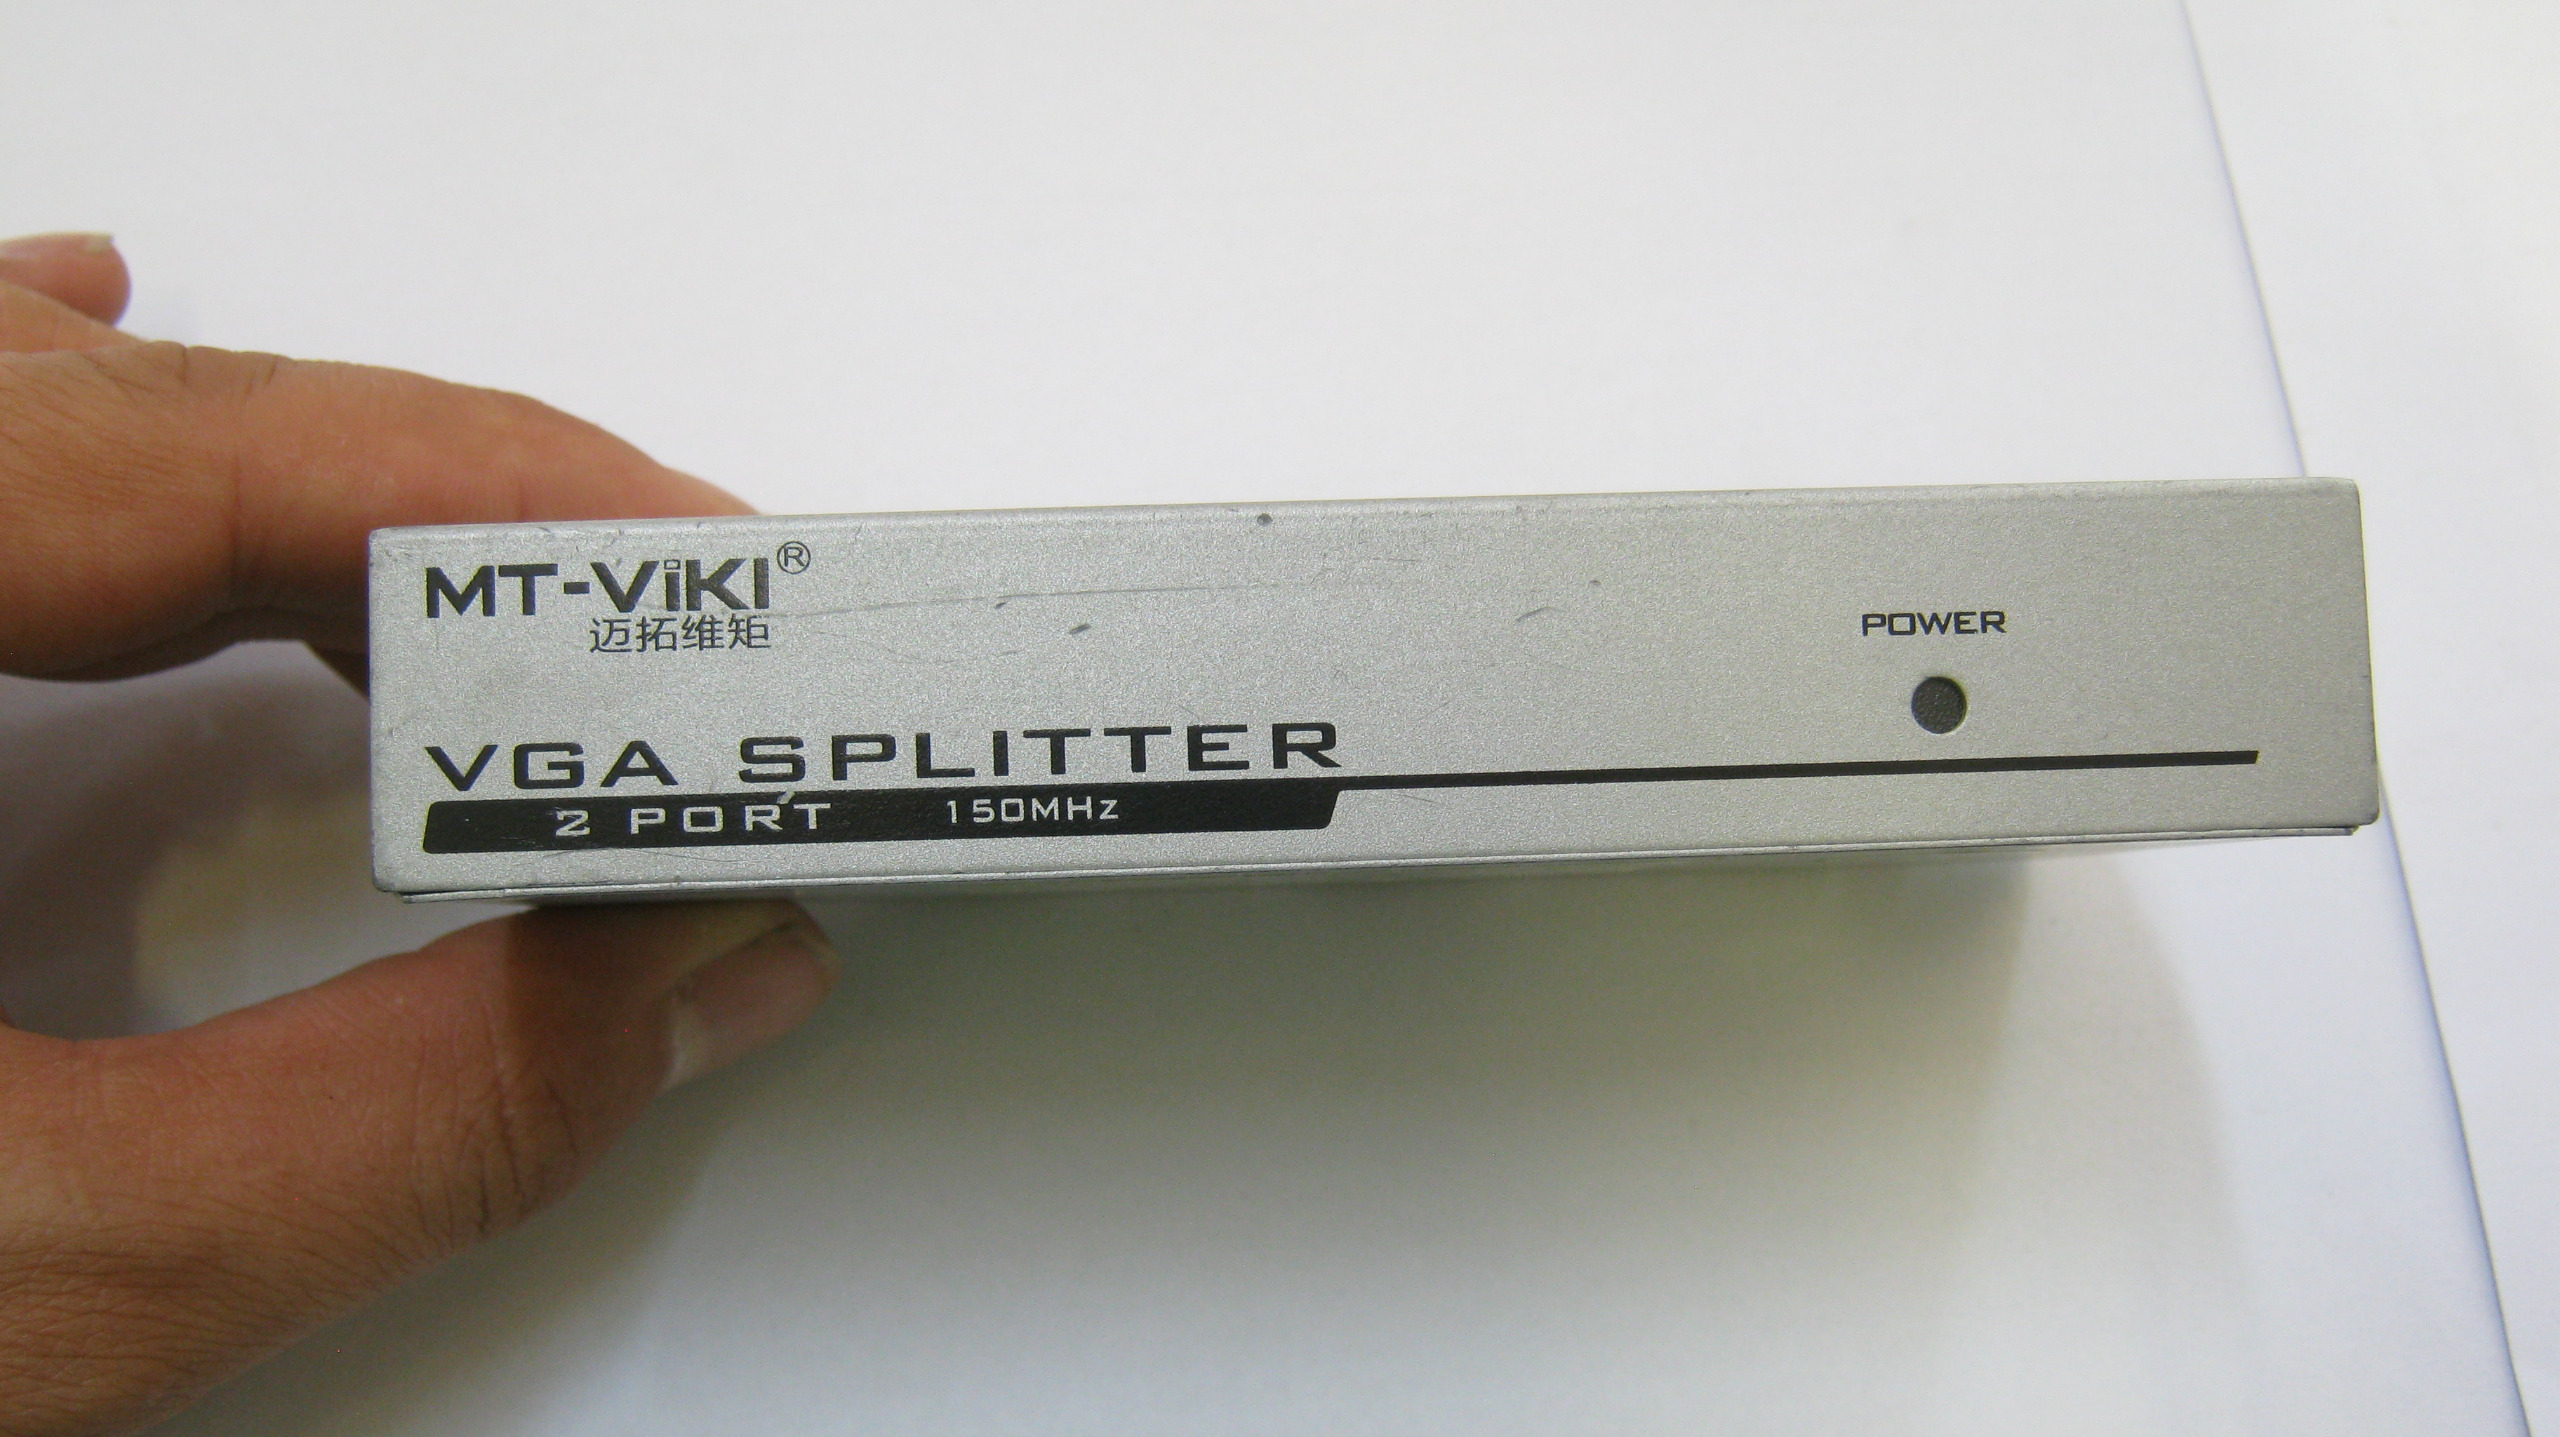 MT-ViKI®
迈拓维矩
VGA SPLITTER
2 PORT 150MHz
POWER